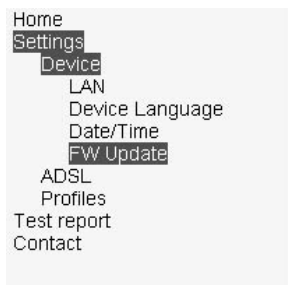 Home
Settings
Device
LAN
Device Language
Date/Time
FW Update
ADSL
Profiles
Test report
Contact